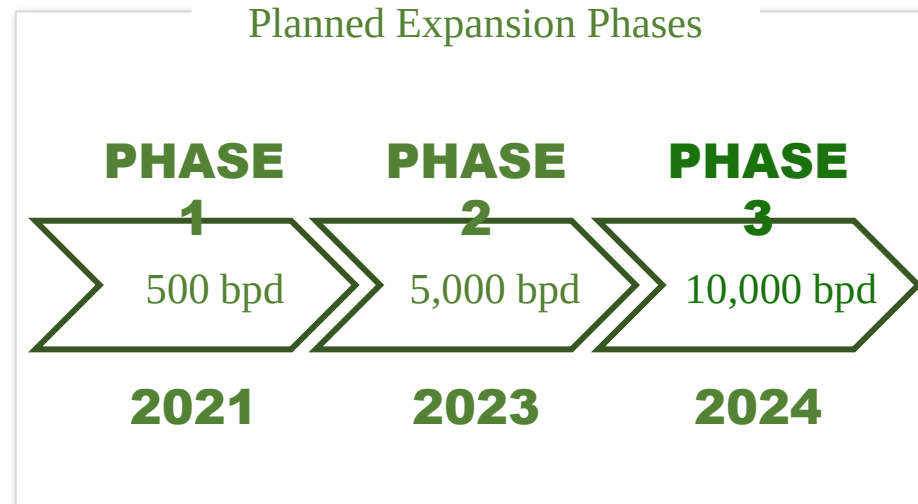 Planned Expansion Phases
PHASE
1
PHASE
2
PHASE
3
500 bpd
5,000 bpd
10,000 bpd
2021
2023
2024